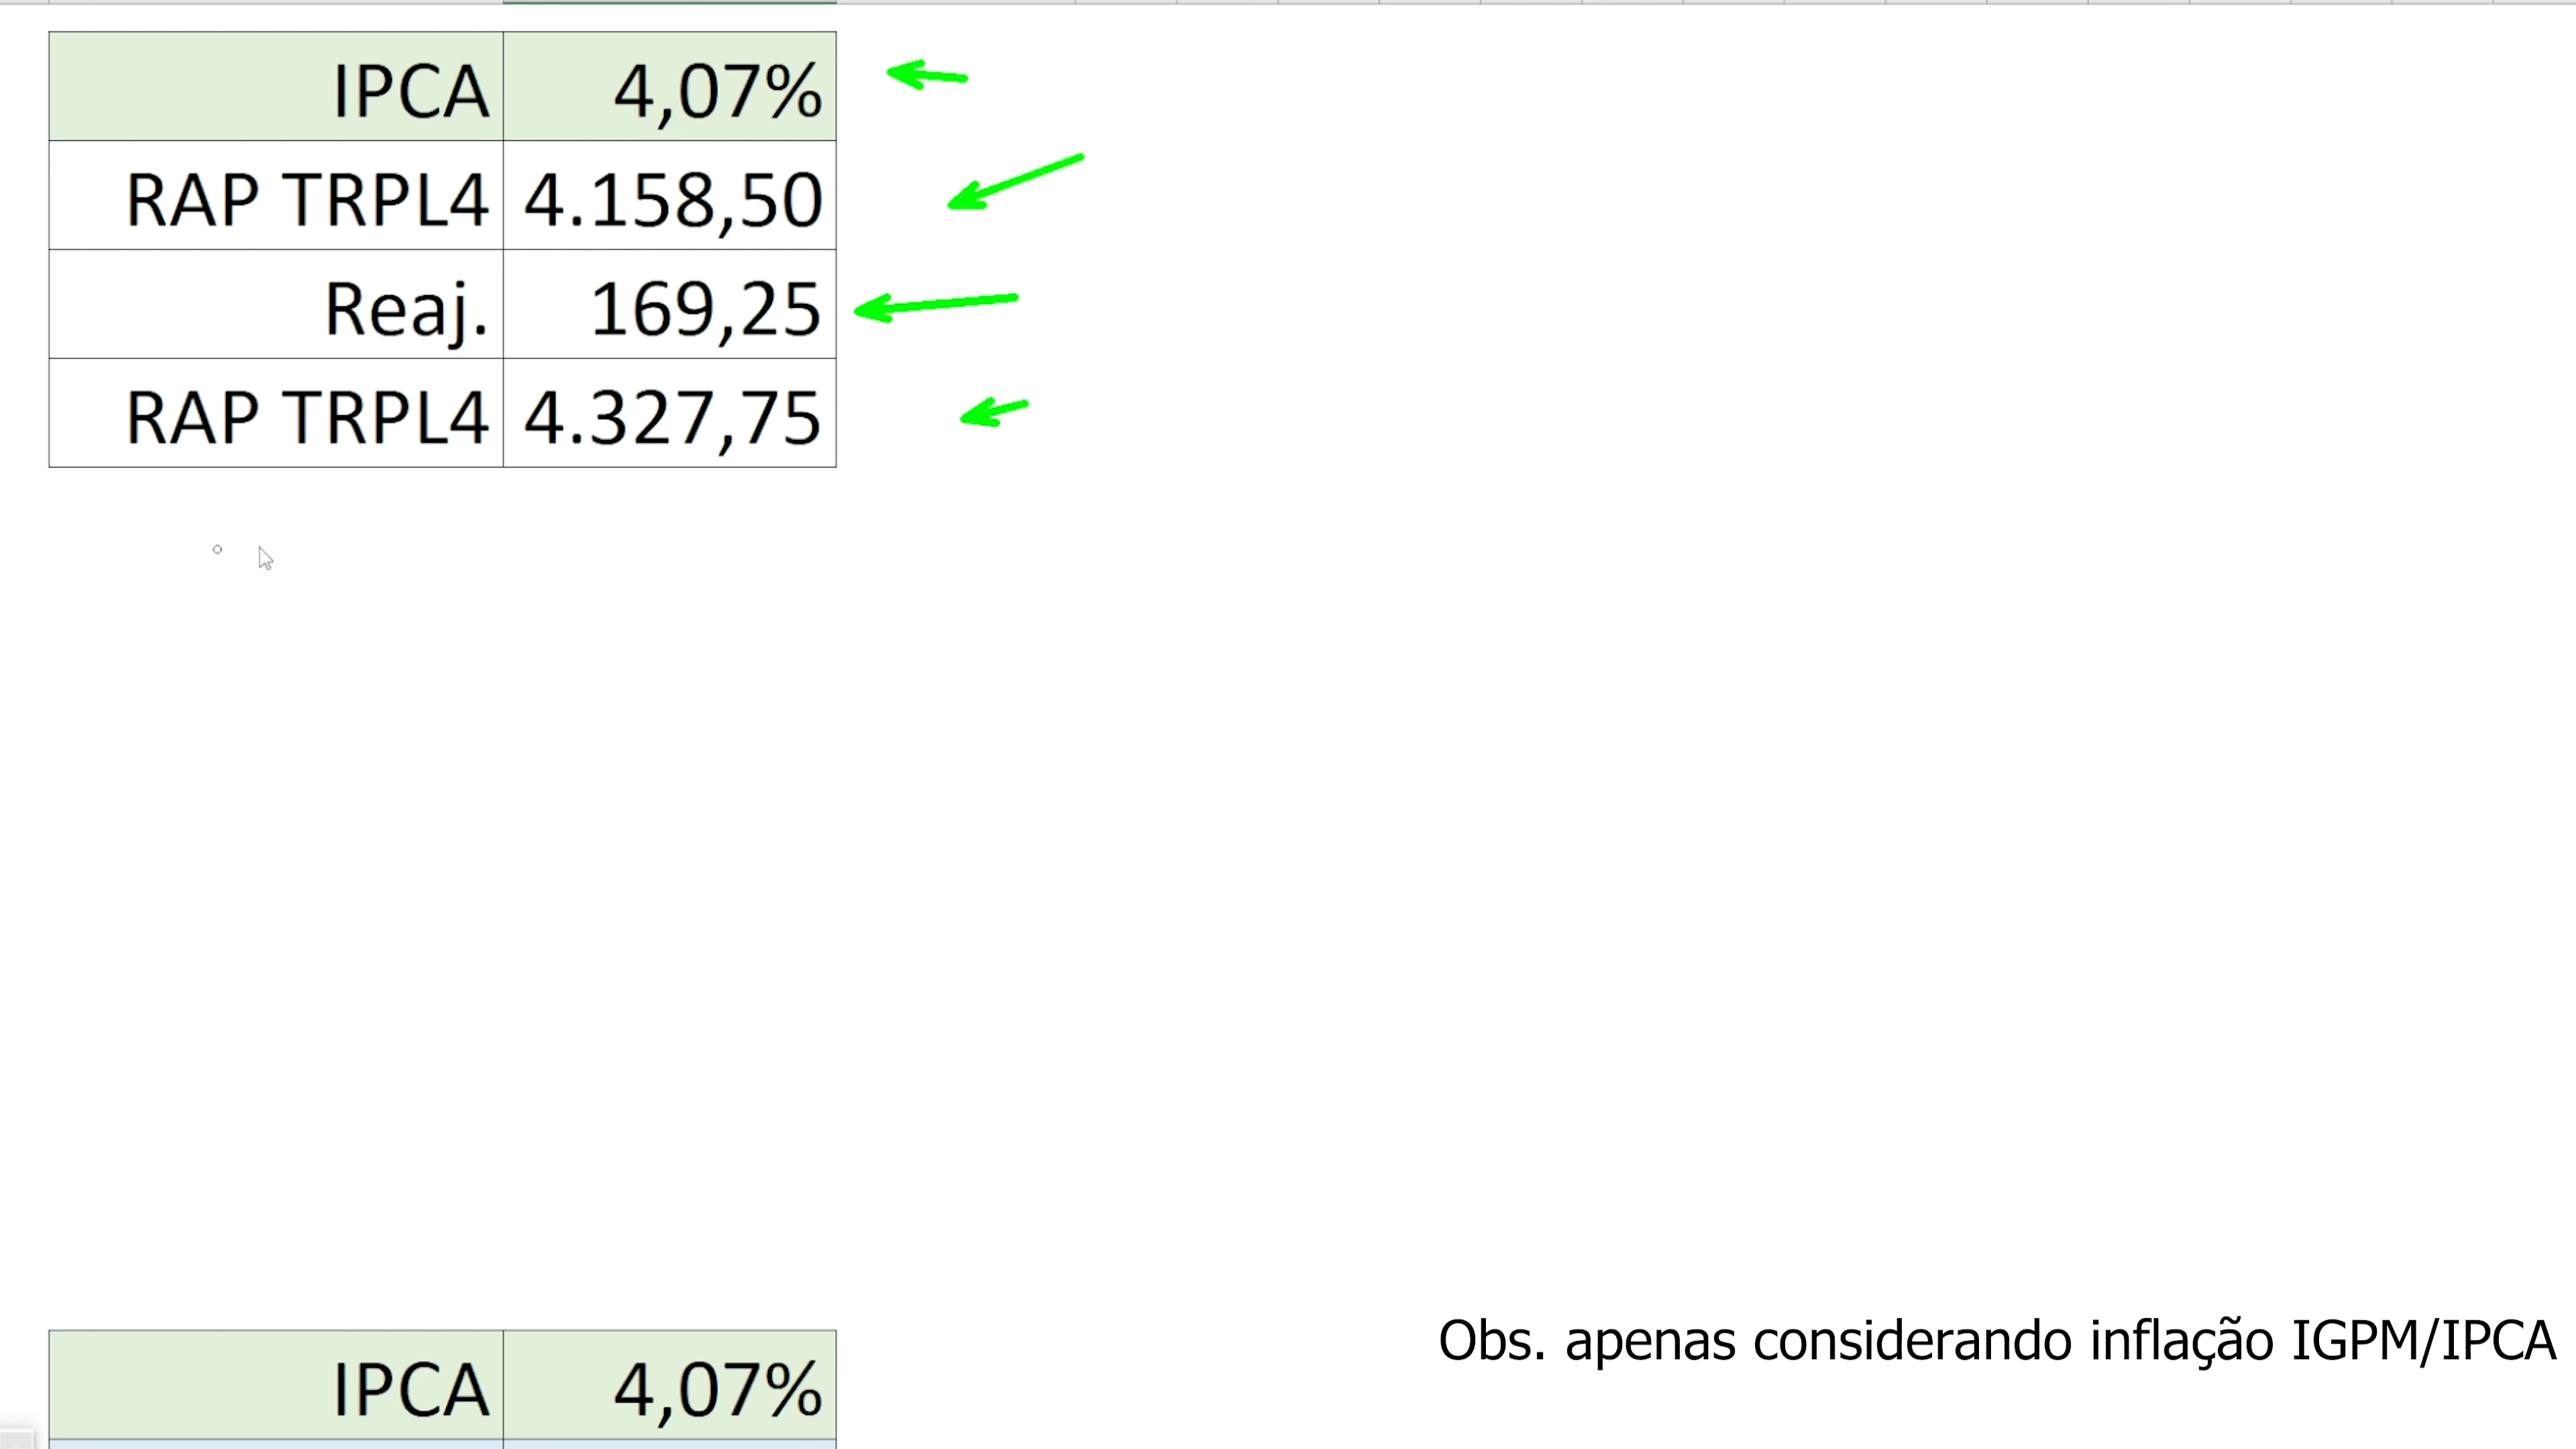 IPCA 4,07%
RAP TRPL4 4.158,50
Reaj. 169,25
RAP TRPL4 4.327,75
Obs. apenas considerando inflação IGPM/IPCA
IPCA 4,07%